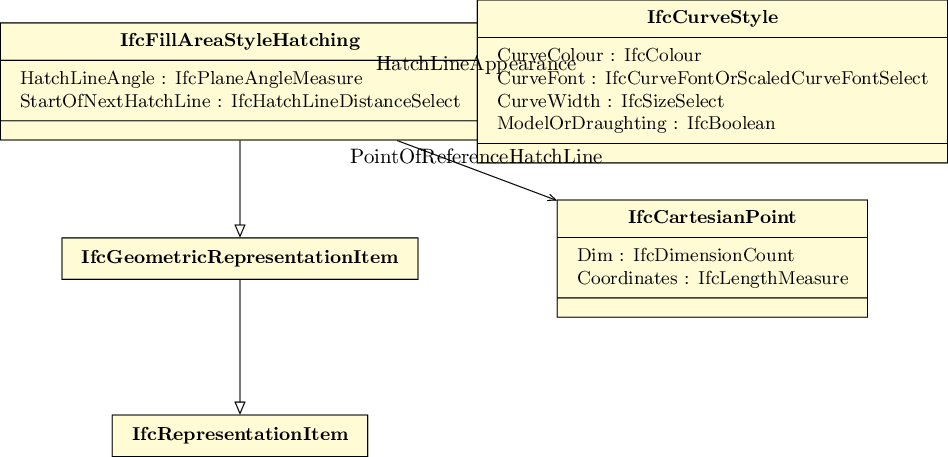 IfcFillAreaStyleHatching
HatchLineAngle : IfcPlaneAngleMeasure
StartOfNextHatchLine : IfcHatchLineDistanceSelect
HatchLineAppearance
IfcCurveStyle
CurveColour : IfcColour
CurveFont : IfcCurveFontOrScaledCurveFontSelect
CurveWidth : IfcSizeSelect
ModelOrDraughting : IfcBoolean
PointOfReferenceHatchLine
IfcCartesianPoint
Dim : IfcDimensionCount
Coordinates : IfcLengthMeasure
IfcGeometricRepresentationItem
IfcRepresentationItem